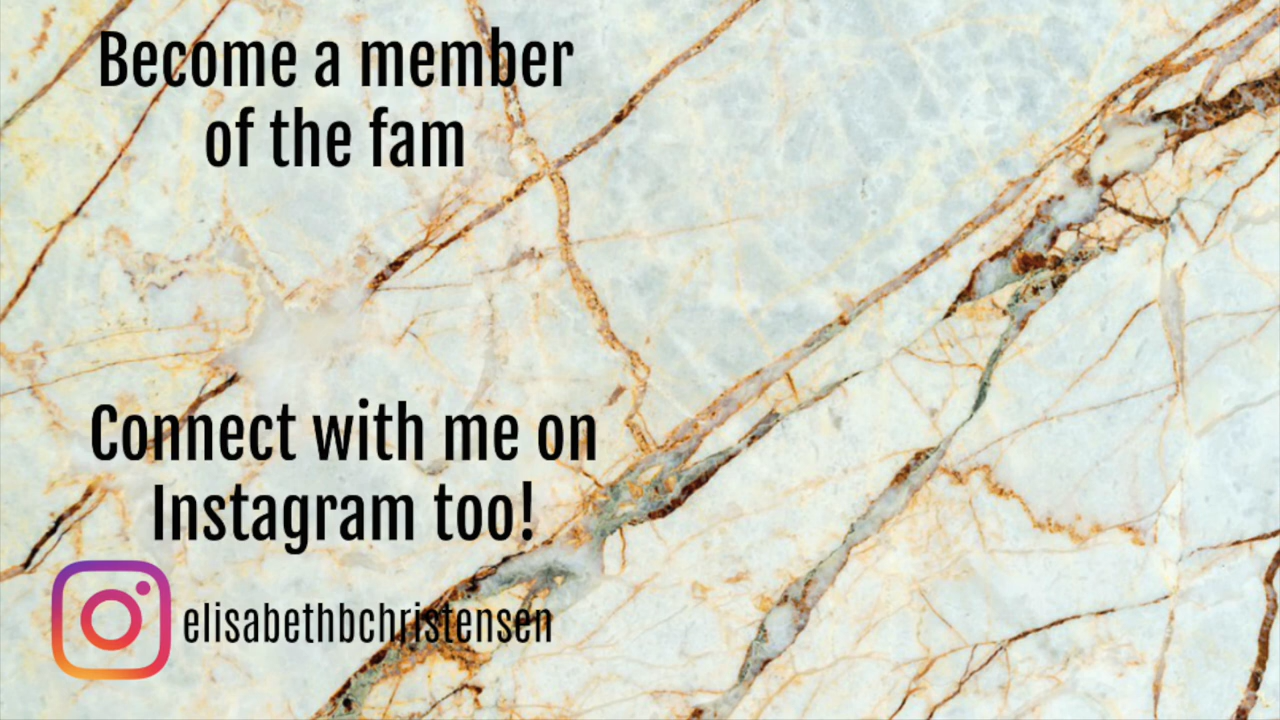 Become a member
of the fam
Connect with me on
Instagram too!
elisabethbchristensen